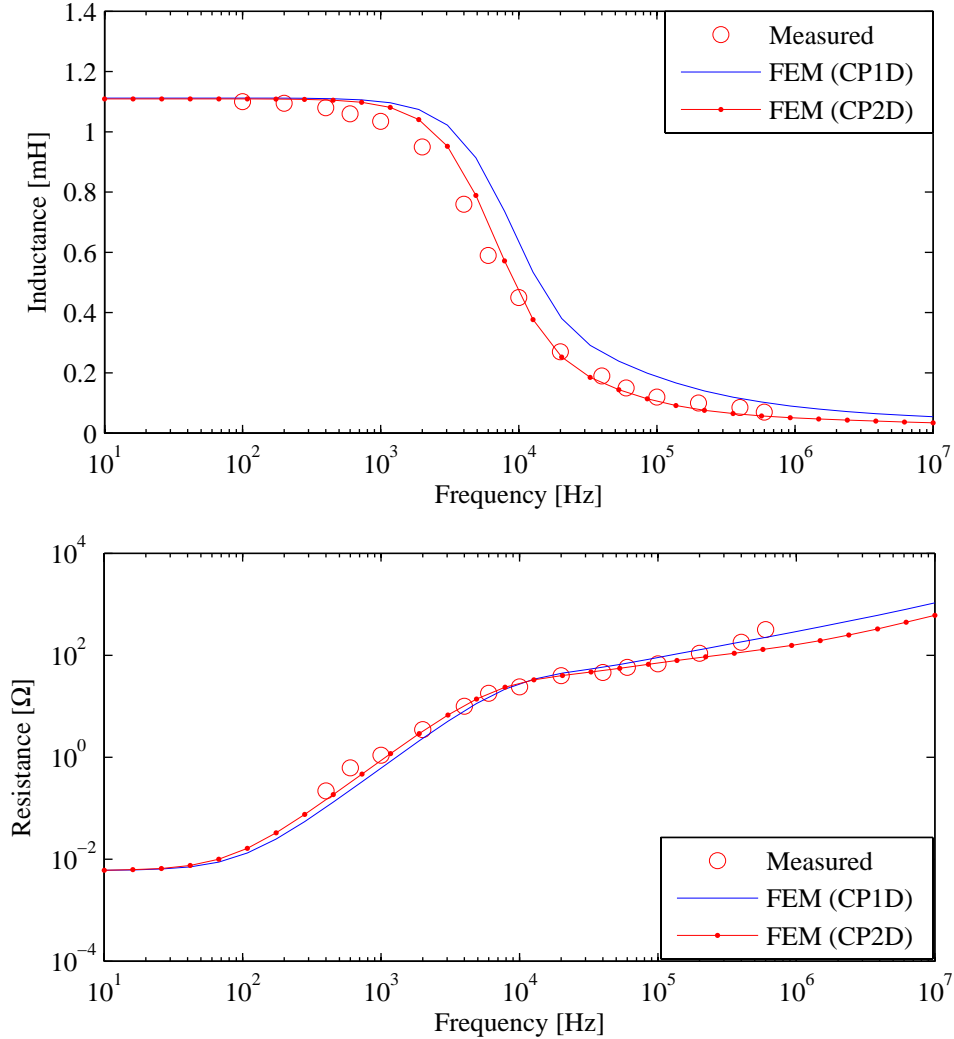 1.4
1.2
1
0.8
0.6
0.4
0.2
0
Inductance [mH]
Measured
FEM (CP1D)
FEM (CP2D)
10^1 10^2 10^3 10^4 10^5 10^6 10^7
Frequency [Hz]
10^4
10^2
10^0
10^−2
10^−4
Resistance [Ω]
Measured
FEM (CP1D)
FEM (CP2D)
10^1 10^2 10^3 10^4 10^5 10^6 10^7
Frequency [Hz]